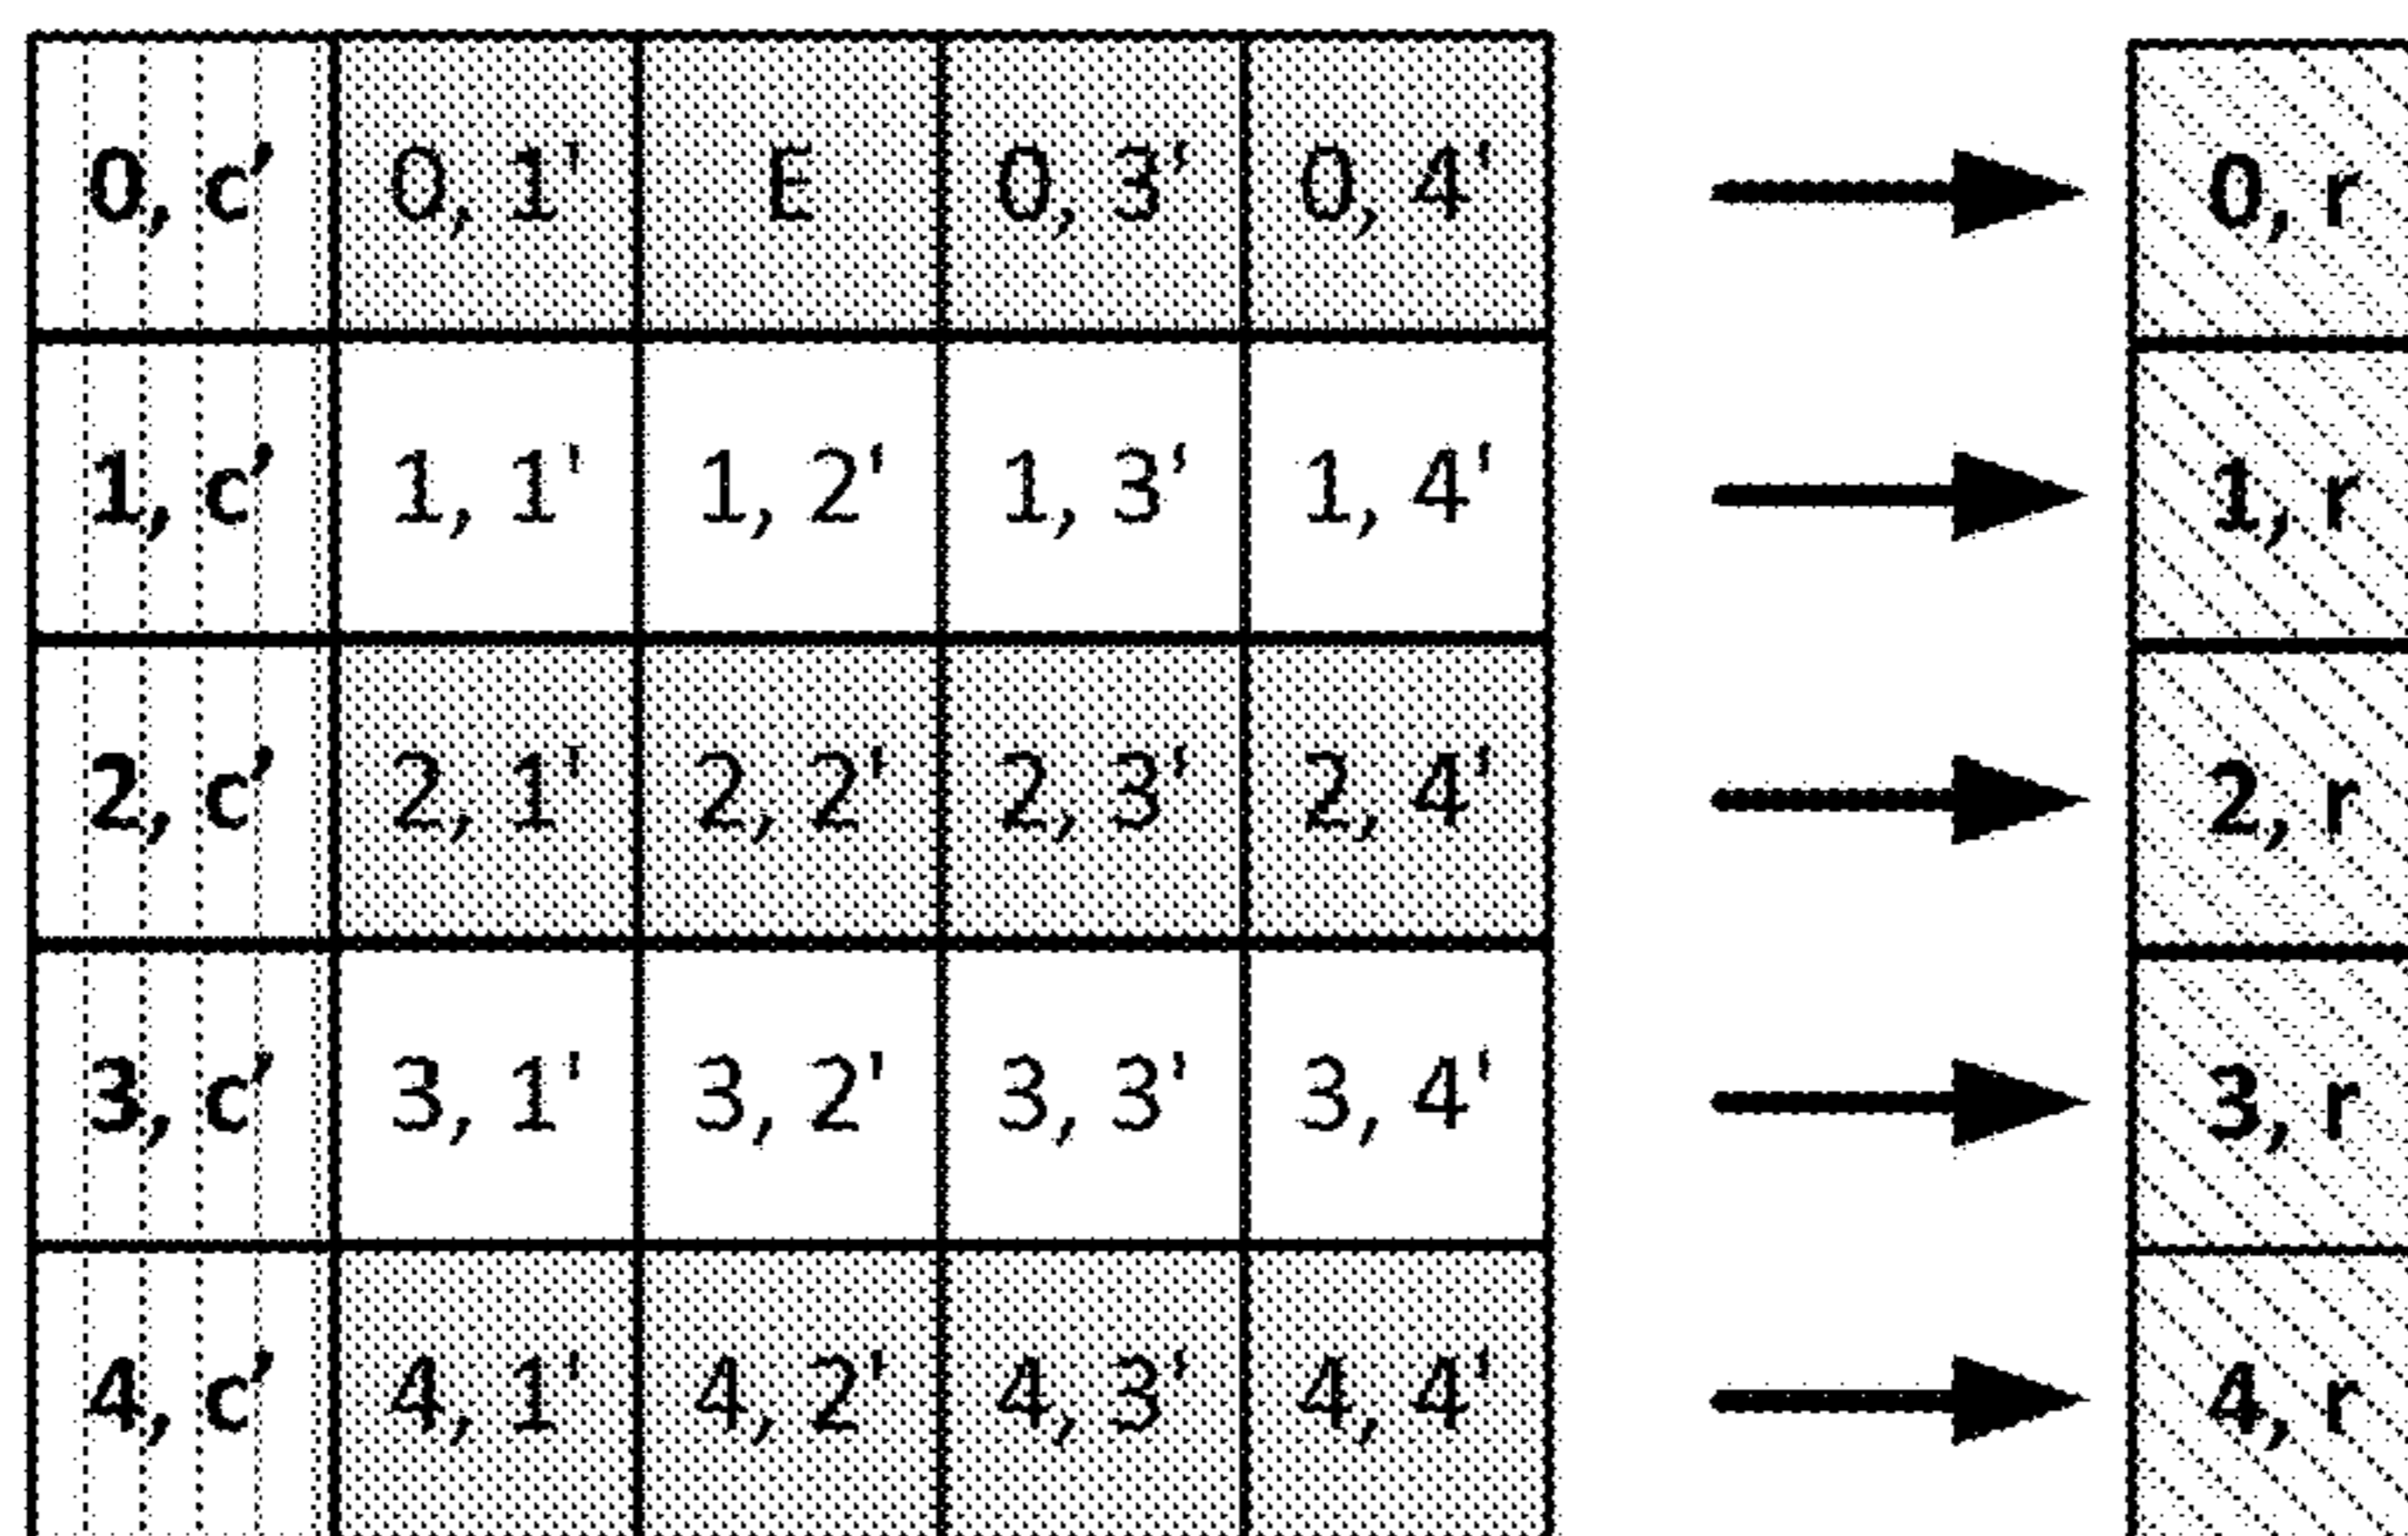 0, c’ 0, 1' E 0, 3' 0, 4' 0, r
1, c’ 1, 1' 1, 2' 1, 3' 1, 4' 1, r
2, c’ 2, 1' 2, 2' 2, 3' 2, 4' 2, r
3, c’ 3, 1' 3, 2' 3, 3' 3, 4' 3, r
4, c’ 4, 1' 4, 2' 4, 3' 4, 4' 4, r